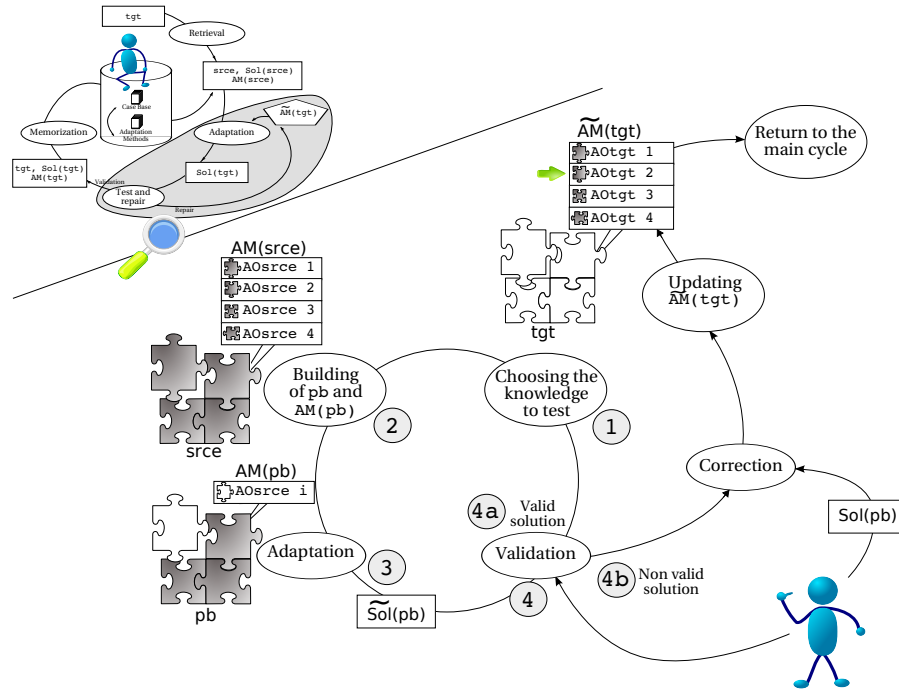 tgt
Retrieval
srce, Sol(srce)
AM(srce)
Case Base
Adaptation
Methods
Memorization
Adaptation
ÃM(tgt)
tgt, Sol(tgt)
AM(tgt)
Validation
Sol(tgt)
Test and
repair
Repair
ÃM(tgt)
AOtgt 1
AOtgt 2
AOtgt 3
AOtgt 4
Return to the
main cycle
tgt
Updating
ÃM(tgt)
AM(srce)
AOsrce 1
AOsrce 2
AOsrce 3
AOsrce 4
srce
Building
of pb and
AM(pb)
2
Choosing the
knowledge
to test
1
Correction
AM(pb)
AOsrce i
pb
Adaptation
3
S̃ol(pb)
4a
Valid
solution
Validation
4
4b
Non valid
solution
Sol(pb)